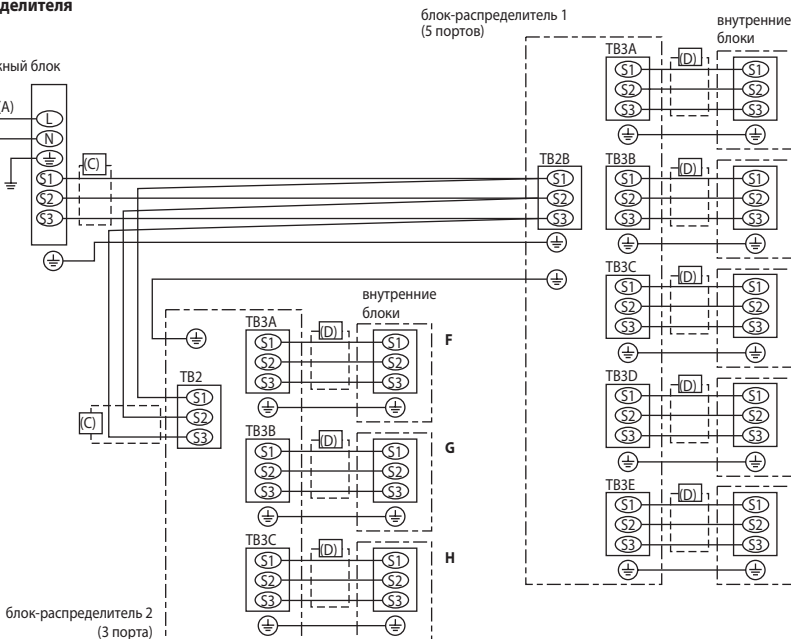 делителя
жный блок
(A)
L
N
S1
S2
S3
(C)
блок-распределитель 1
(5 портов)
TB2B
S1
S2
S3
внутренние
блоки
TB3A
(D)
S1
S2
S3
S1
S2
S3
TB3B
(D)
S1
S2
S3
S1
S2
S3
TB3C
(D)
S1
S2
S3
S1
S2
S3
TB3D
(D)
S1
S2
S3
S1
S2
S3
TB3E
(D)
S1
S2
S3
S1
S2
S3
внутренние
блоки
TB2
S1
S2
S3
(C)
TB3A
(D)
S1
S2
S3
S1
S2
S3
F
TB3B
(D)
S1
S2
S3
S1
S2
S3
G
TB3C
(D)
S1
S2
S3
S1
S2
S3
H
блок-распределитель 2
(3 порта)